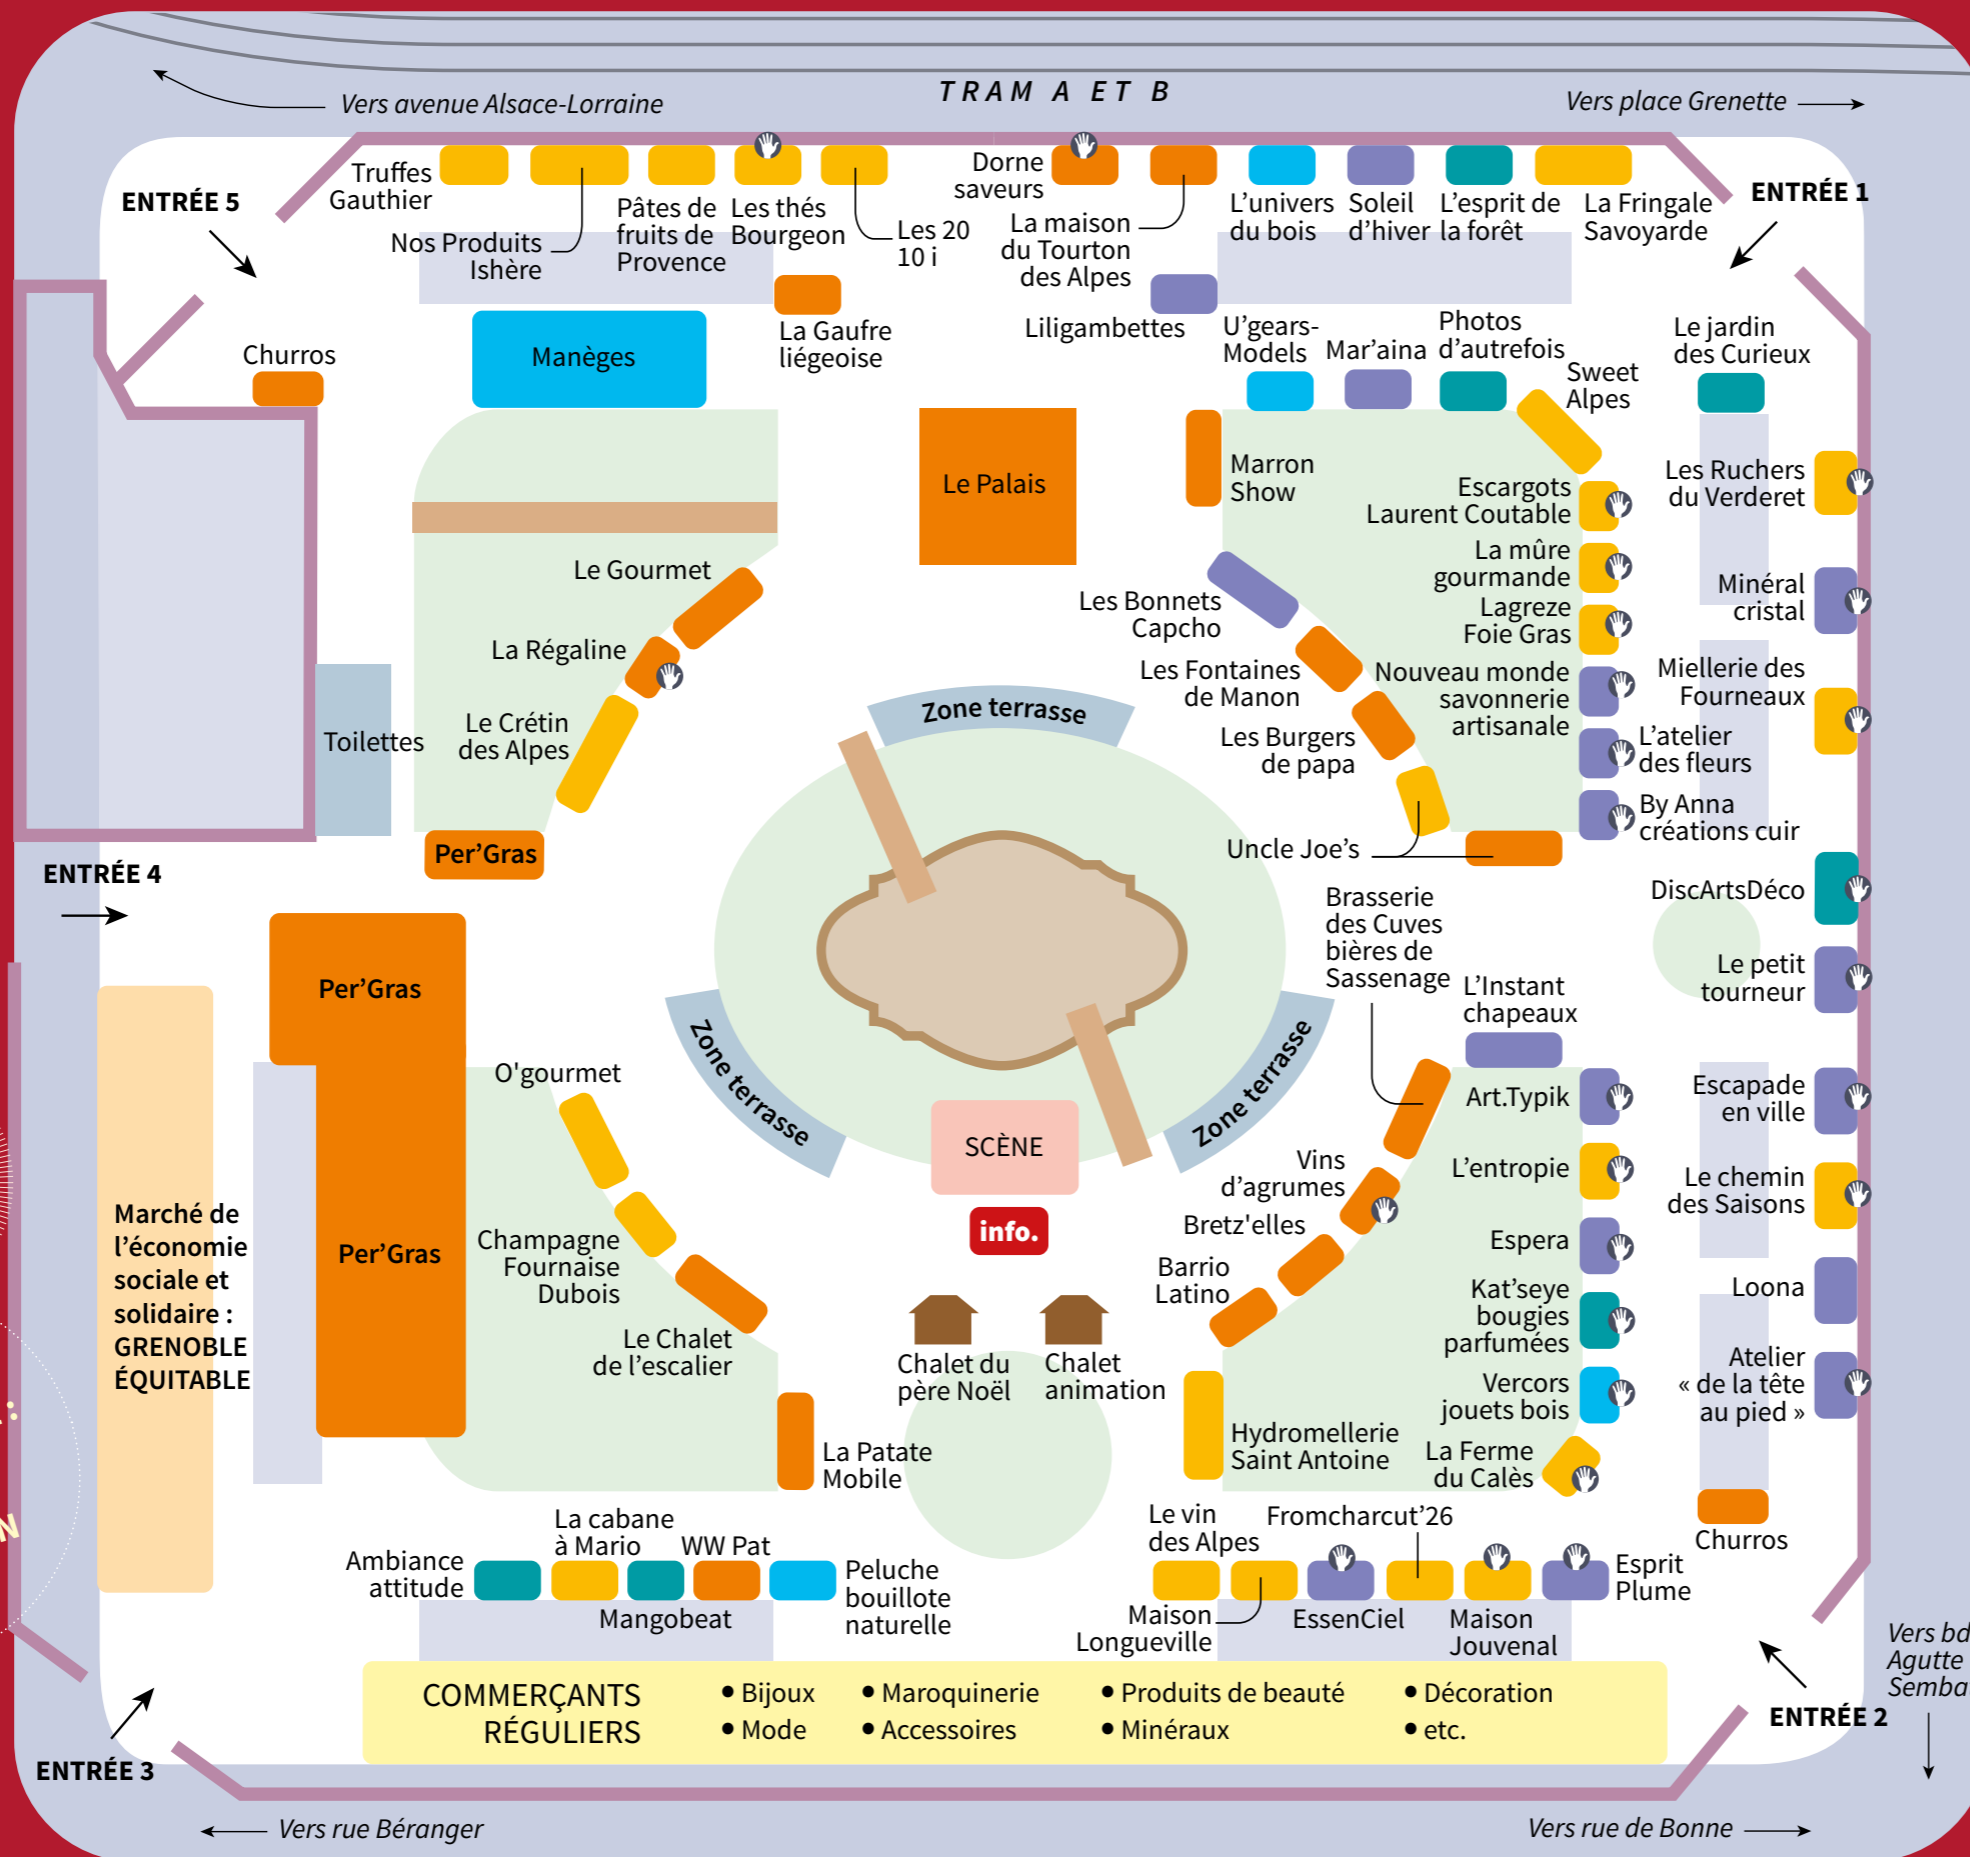 TRAM A ET B
Vers avenue Alsace-Lorraine
Vers place Grenette
ENTRÉE 5
ENTRÉE 1
Truffes
Gauthier
Nos Produits
Ishère
Pâtes de
fruits de
Provence
Les thés
Bourgeon
Les 20
10 i
Dorne
saveurs
La maison
du Tourton
des Alpes
L'univers
du bois
Soleil
d'hiver
L'esprit de
la forêt
La Fringale
Savoyarde
Churros
Manèges
La Gaufre
liégeoise
Liligambettes
U'gears-
Models
Mar'aina
Photos
d'autrefois
Sweet
Alpes
Le jardin
des Curieux
Le Palais
Marron
Show
Escargots
Laurent Coutable
Les Ruchers
du Verderet
La mûre
gourmande
Lagreze
Foie Gras
Minéral
cristal
Le Gourmet
La Régaline
Le Crétin
des Alpes
Toilettes
Les Bonnets
Capcho
Les Fontaines
de Manon
Les Burgers
de papa
Uncle Joe's
Nouveau monde
savonnerie
artisanale
Miellerie des
Fourneaux
L'atelier
des fleurs
By Anna
créations cuir
Zone terrasse
Per'Gras
ENTRÉE 4
Per'Gras
Per'Gras
Brasserie
des Cuves
bières de
Sassenage
DiscArtsDéco
L'Instant
chapeaux
Le petit
tourneur
Zone terrasse
Zone terrasse
O'gourmet
SCÈNE
info.
Art.Typik
Escapade
en ville
L'entropie
Le chemin
des Saisons
Vins
d'agrumes
Bretz'elles
Barrio
Latino
Espera
Loona
Kat'seye
bougies
parfumées
Marché de
l'économie
sociale et
solidaire :
GRENOBLE
ÉQUITABLE
Champagne
Fournaise
Dubois
Le Chalet
de l'escalier
Chalet du
père Noël
Chalet
animation
Vercors
jouets bois
Atelier
« de la tête
au pied »
La Patate
Mobile
Hydromellerie
Saint Antoine
La Ferme
du Calès
Churros
Ambiance
attitude
La cabane
à Mario
WW Pat
Mangobeat
Peluche
bouillote
naturelle
Le vin
des Alpes
Fromcharcut'26
Maison
Longueville
EssenCiel
Maison
Jouvenal
Esprit
Plume
COMMERÇANTS
RÉGULIERS
• Bijoux
• Mode
• Maroquinerie
• Accessoires
• Produits de beauté
• Minéraux
• Décoration
• etc.
Vers bd
Agutte
Semba
ENTRÉE 2
ENTRÉE 3
Vers rue Béranger
Vers rue de Bonne
:
N